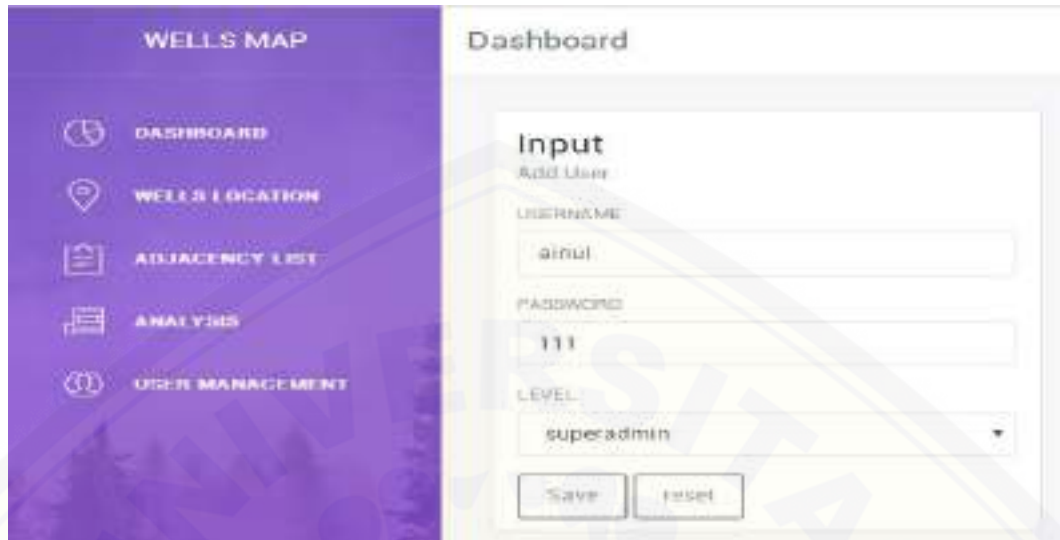 WELLS MAP
DASHBOARD
WELLS LOCATION
ADJACENCY LIST
ANALYSIS
USER MANAGEMENT
Dashboard
Input
Add User
USERNAME
ainul
PASSWORD
111
LEVEL
superadmin
Save reset